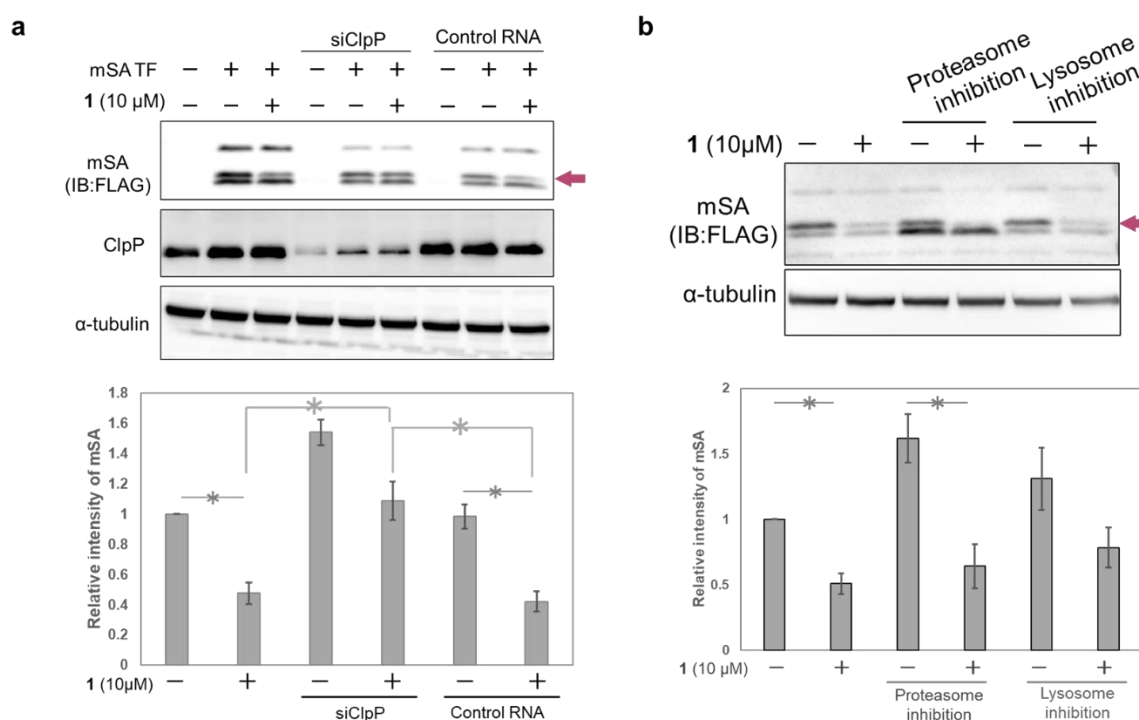 a
siClpP Control RNA
mSA TF − + + − + + − + +
1 (10 µM) − − + − − + − − +
mSA
(IB:FLAG)
ClpP
α-tubulin
Relative intensity of mSA
1.8
1.6
1.4
1.2
1
0.8
0.6
0.4
0.2
0
* * * *
1 (10µM) − + − + − +
siClpP Control RNA
b
Proteasome
inhibition
Lysosome
inhibition
1 (10µM) − + − + − +
mSA
(IB:FLAG)
α-tubulin
Relative intensity of mSA
2
1.5
1
0.5
0
* *
1 (10 µM) − + − + − +
Proteasome
inhibition
Lysosome
inhibition